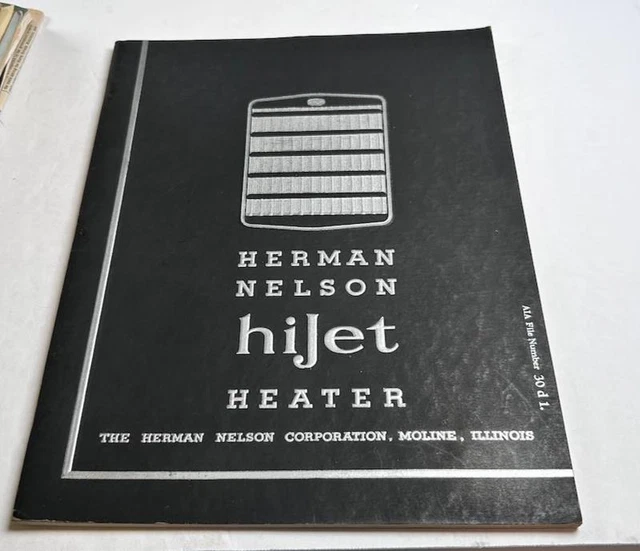 HERMAN
NELSON
hiJet
HEATER
THE HERMAN NELSON CORPORATION, MOLINE, ILLINOIS
AIA File Number 30 d 1.